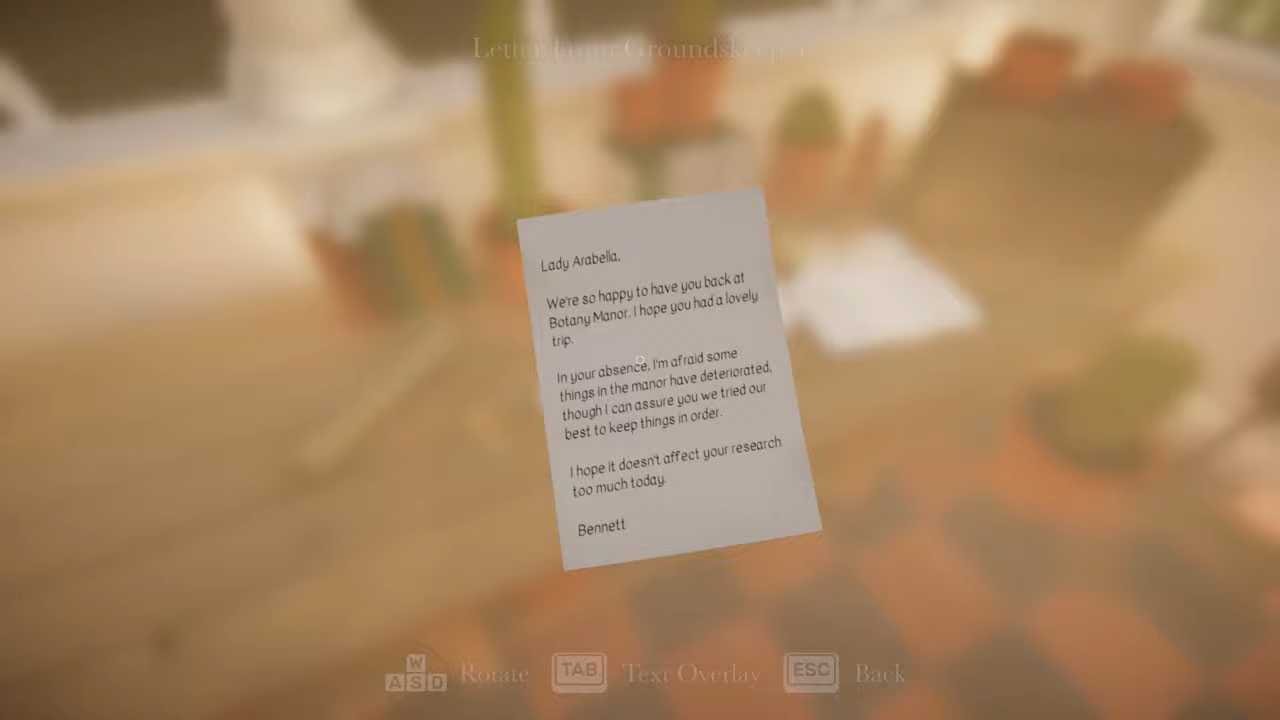 Letter From Groundskeeper
Lady Arabella,
We're so happy to have you back at
Botany Manor. I hope you had a lovely
trip.
In your absence, I'm afraid some
things in the manor have deteriorated,
though I can assure you we tried our
best to keep things in order.
I hope it doesn't affect your research
too much today.
Bennett
W
A S D Rotate TAB Text Overlay ESC Back